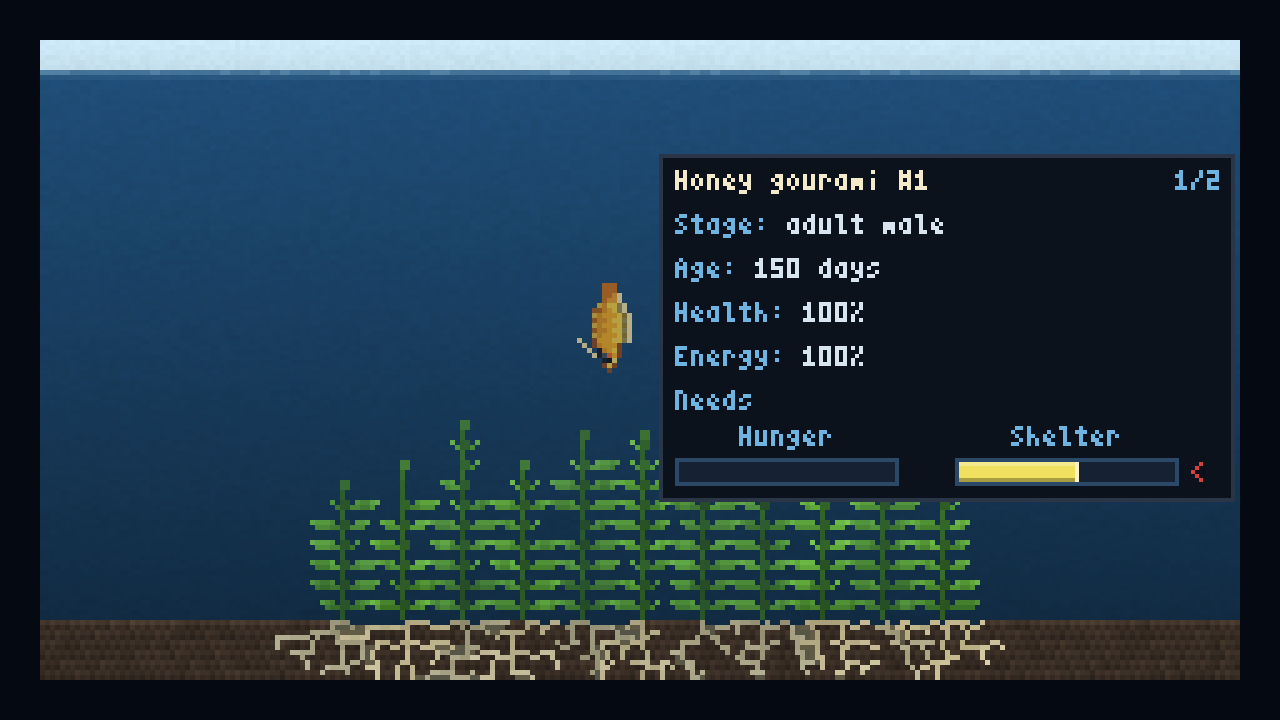 Honey gourami #1 1/2
Stage: adult male
Age: 150 days
Health: 100%
Energy: 100%
Needs
Hunger Shelter